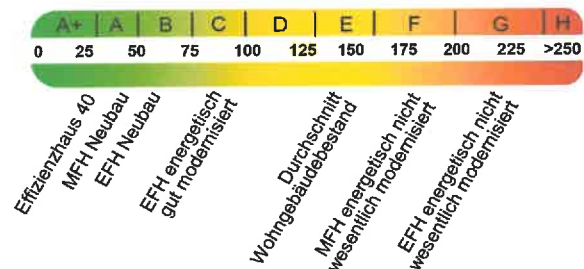 A+ A B C D E F G H
0 25 50 75 100 125 150 175 200 225 >250
Effizienzhaus 40
MFH Neubau
EFH Neubau
EFH energetisch
gut modernisiert
Durchschnitt
Wohngebäudebestand
MFH energetisch nicht
wesentlich modernisiert
EFH energetisch nicht
wesentlich modernisiert